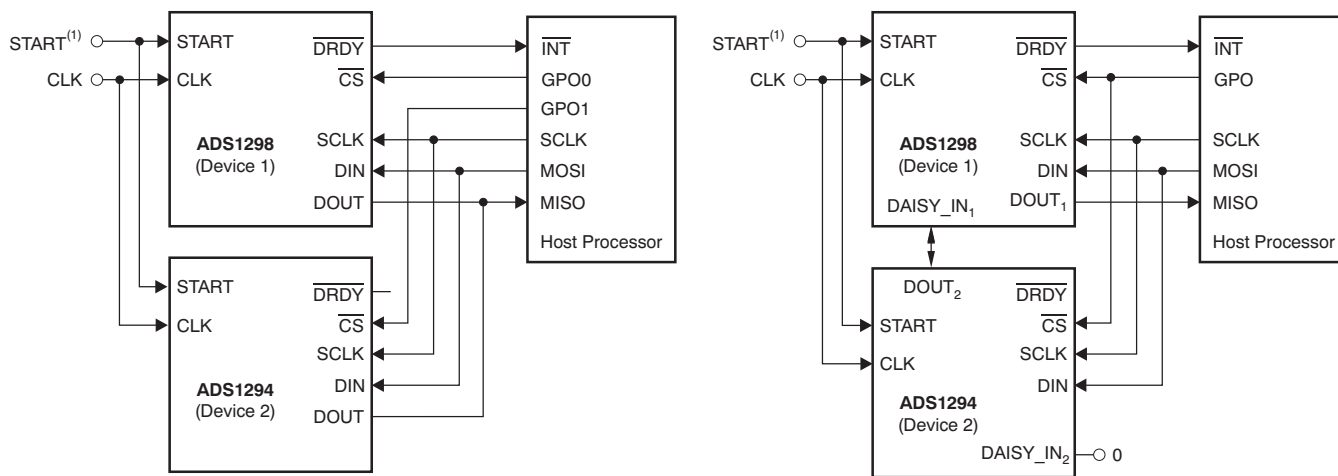 START(1)
CLK
START
CLK
ADS1298
(Device 1)
DRDY
CS
SCLK
DIN
DOUT
INT
GPO0
GPO1
SCLK
MOSI
MISO
Host Processor
START
CLK
ADS1294
(Device 2)
DRDY
CS
SCLK
DIN
DOUT
START(1)
CLK
START
CLK
ADS1298
(Device 1)
DRDY
CS
SCLK
DIN
DAISY_IN1
DOUT1
INT
GPO
SCLK
MOSI
MISO
Host Processor
DOUT2
START
CLK
ADS1294
(Device 2)
DRDY
CS
SCLK
DIN
DAISY_IN2
0